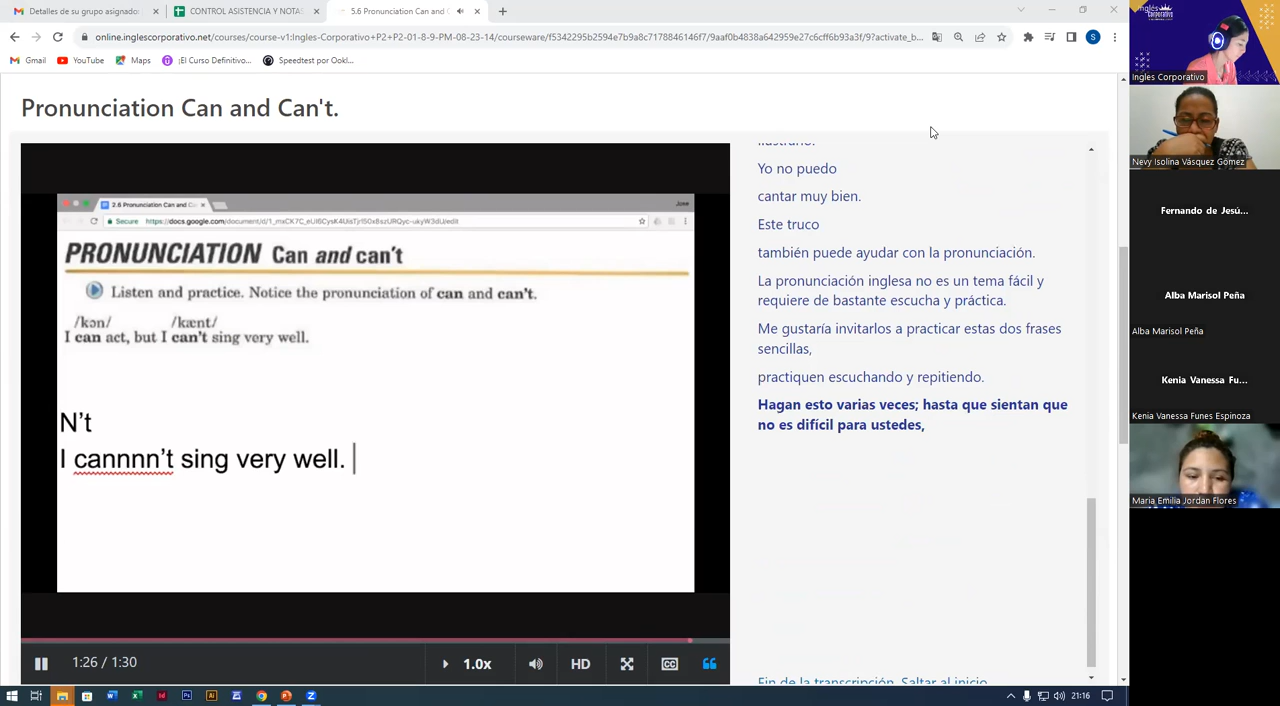 Detalles de su grupo asignado
CONTROL ASISTENCIA Y NOTAS
5.6 Pronunciation Can and C
online.inglescorporativo.net/courses/course-v1:Ingles-Corporativo+P2+P2-01-8-9-PM-08-23-14/courseware/f5342295b2594e7b9a8c7178846146f7/9aaf0b4838a642959e27c6cff6b93a3f/9?activate_b...
Gmail
YouTube
Maps
¡El Curso Definitivo...
Speedtest por Ookl...
Pronunciation Can and Can't.
2.6 Pronunciation Can and Ca
Jose
Secure
PRONUNCIATION Can and can't
Listen and practice. Notice the pronunciation of can and can't.
/kən/ /kænt/
I can act, but I can't sing very well.
N't
I cannnn't sing very well.
1:26 / 1:30
1.0x
HD
CC
ilustrarlo.
Yo no puedo
cantar muy bien.
Este truco
también puede ayudar con la pronunciación.
La pronunciación inglesa no es un tema fácil y
requiere de bastante escucha y práctica.
Me gustaría invitarlos a practicar estas dos frases
sencillas,
practiquen escuchando y repitiendo.
Hagan esto varias veces; hasta que sientan que
no es difícil para ustedes,
Fin de la transcripción. Saltar al inicio.
Ingles Corporativo
Nevy Isolina Vásquez Gómez
Fernando de Jesú...
Alba Marisol Peña
Alba Marisol Peña
Kenia Vanessa Fu...
Kenia Vanessa Funes Espinoza
Maria Emilia Jordan Flores
21:16